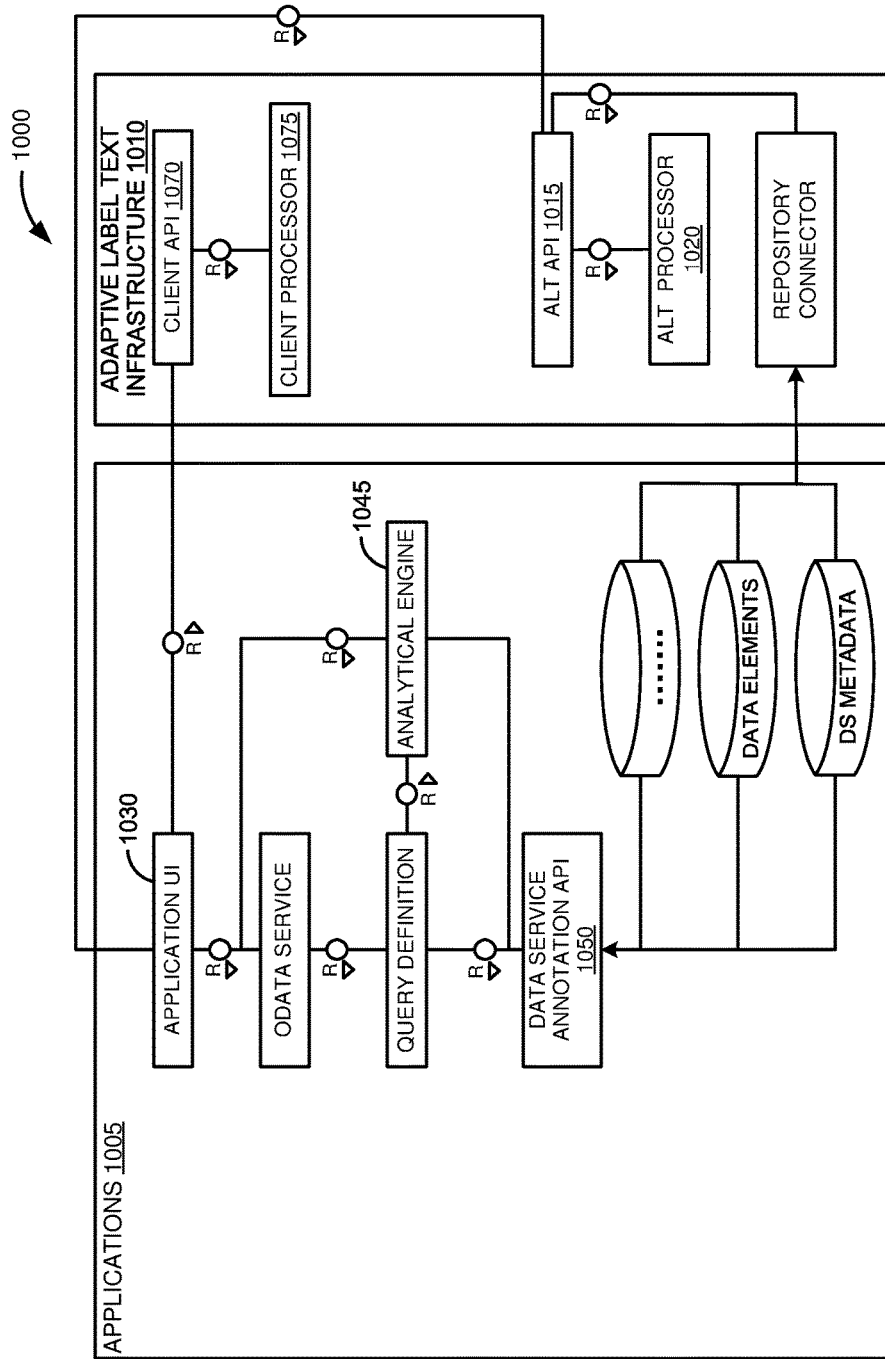 1000
APPLICATIONS 1005
1030
APPLICATION UI
R
R
ODATA SERVICE
R
R
QUERY DEFINITION
R
R
1045
ANALYTICAL ENGINE
DATA SERVICE
ANNOTATION API
1050
.......
DATA ELEMENTS
DS METADATA
ADAPTIVE LABEL TEXT
INFRASTRUCTURE 1010
CLIENT API 1070
R
CLIENT PROCESSOR 1075
R
ALT API 1015
R
R
ALT PROCESSOR
1020
REPOSITORY
CONNECTOR